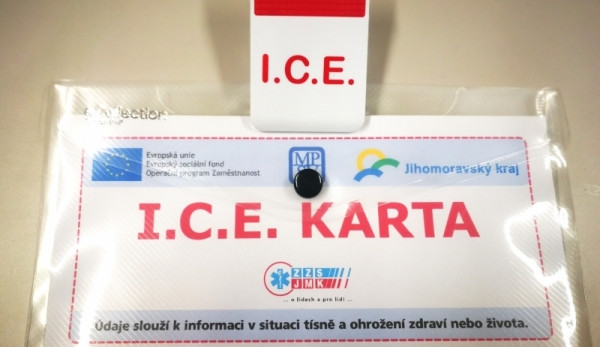 I.C.E.
Evropská unie
Evropský sociální fond
Operační program Zaměstnanost
MP
Jihomoravský kraj
I.C.E. KARTA
ZZS
JMK
... o lidech a pro lidi ...
Údaje slouží k informaci v situaci tísně a ohrožení zdraví nebo života.